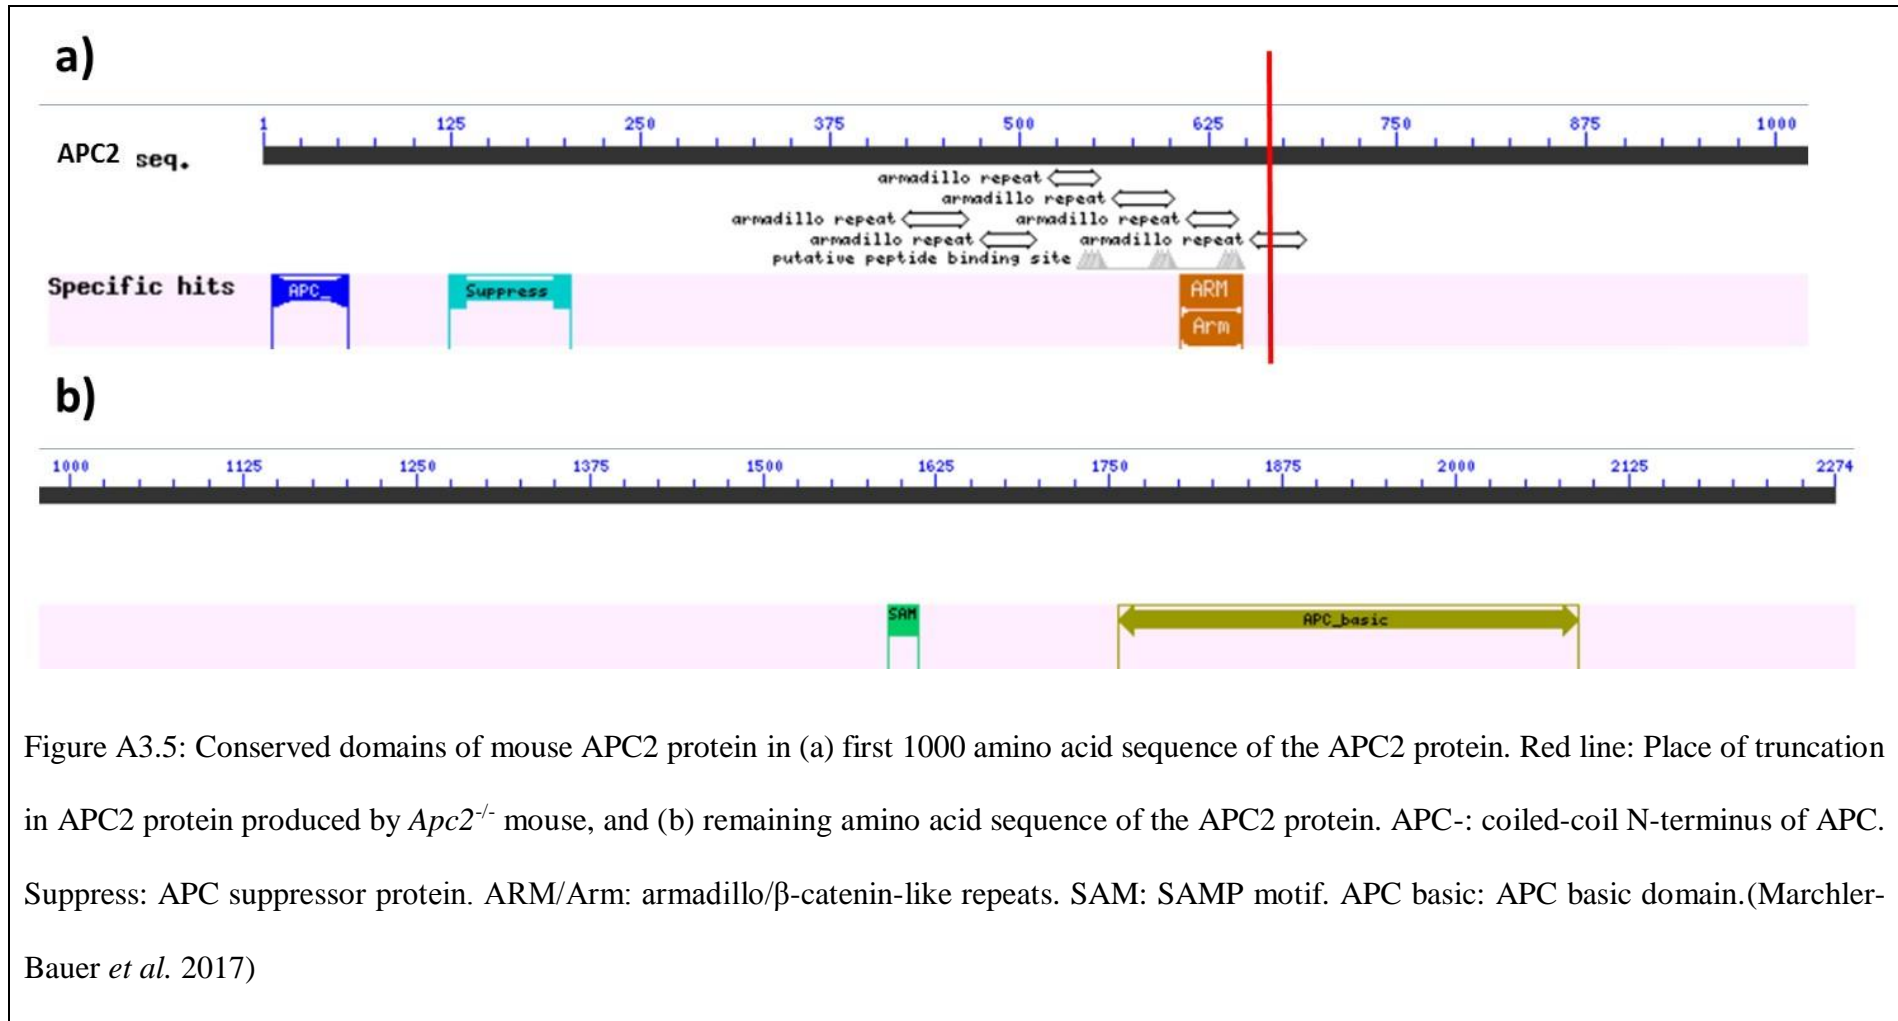 a)
1 125 250 375 500 625 750 875 1000
APC2 seq.
armadillo repeat
armadillo repeat
armadillo repeat armadillo repeat
armadillo repeat armadillo repeat
putative peptide binding site
Specific hits APC_ Suppress ARM
Arm
b)
1000 1125 1250 1375 1500 1625 1750 1875 2000 2125 2274
SAM APC_basic
Figure A3.5: Conserved domains of mouse APC2 protein in (a) first 1000 amino acid sequence of the APC2 protein. Red line: Place of truncation
in APC2 protein produced by Apc2-/- mouse, and (b) remaining amino acid sequence of the APC2 protein. APC-: coiled-coil N-terminus of APC.
Suppress: APC suppressor protein. ARM/Arm: armadillo/β-catenin-like repeats. SAM: SAMP motif. APC basic: APC basic domain.(Marchler-
Bauer et al. 2017)